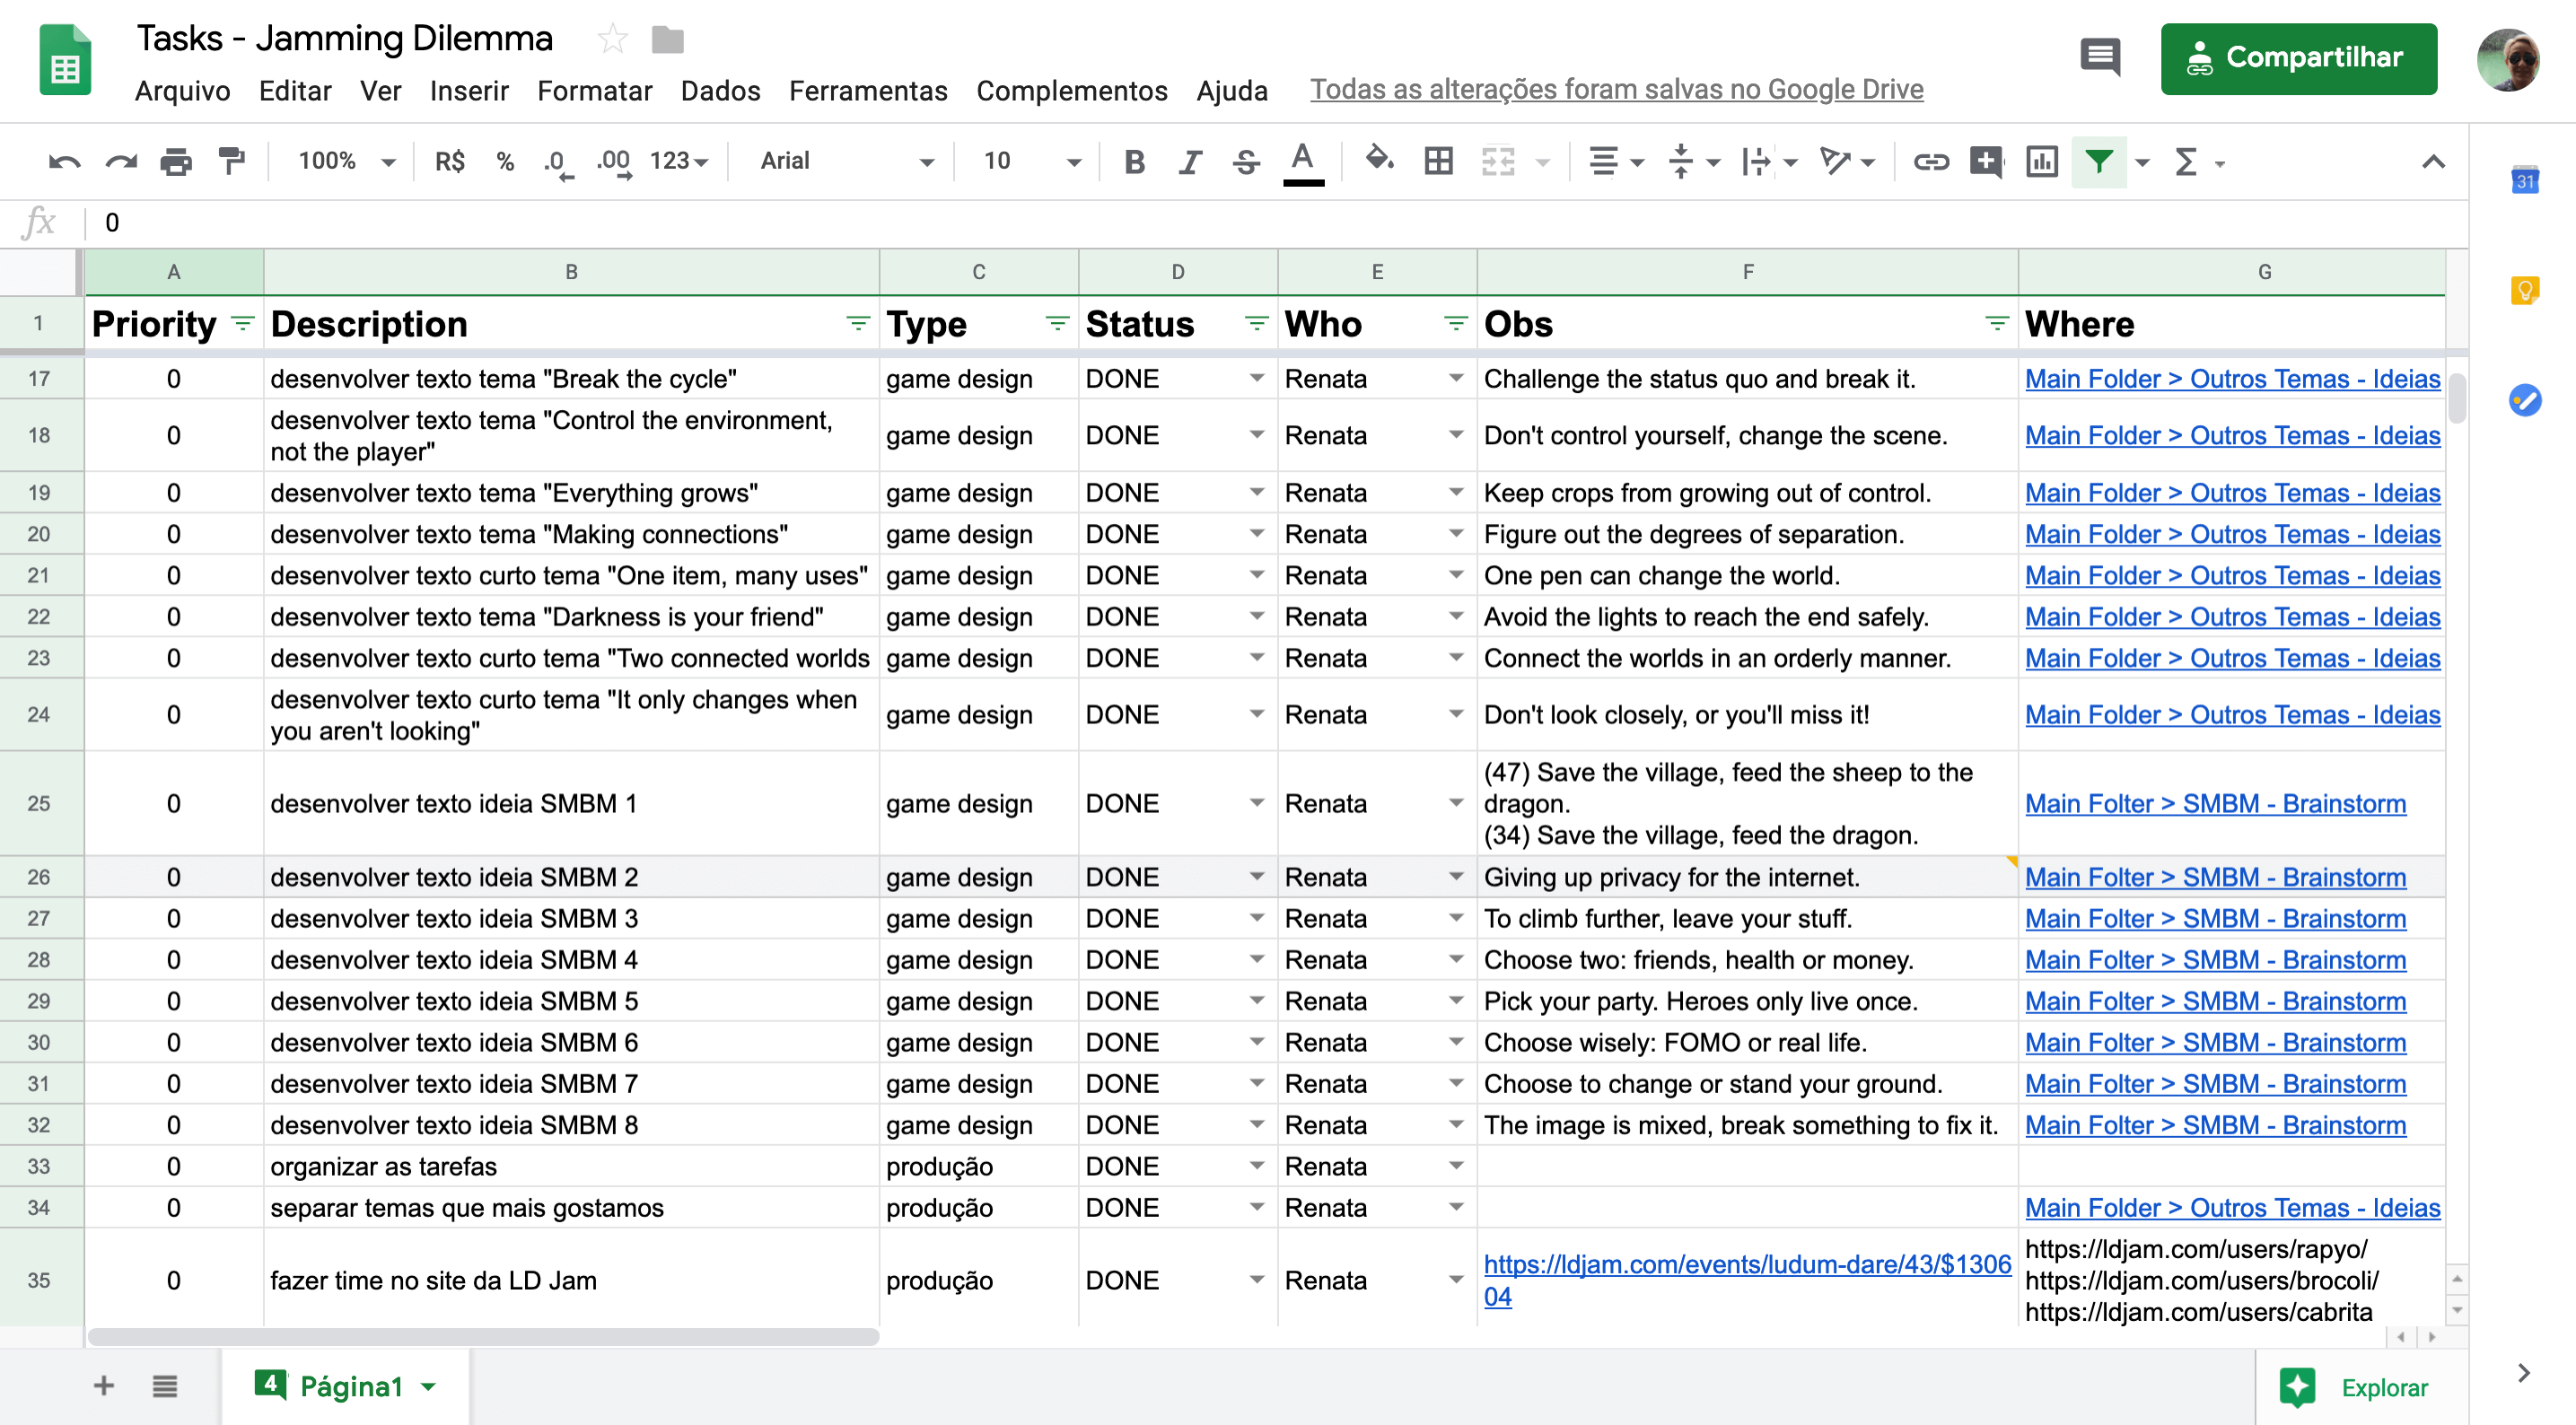 Tasks - Jamming Dilemma
Arquivo Editar Ver Inserir Formatar Dados Ferramentas Complementos Ajuda Todas as alterações foram salvas no Google Drive
Compartilhar
100% R$ % .0 .00 123 Arial 10 B I S A Σ
31
fx 0
A B C D E F G
1 Priority Description Type Status Who Obs Where
17 0 desenvolver texto tema "Break the cycle" game design DONE Renata Challenge the status quo and break it. Main Folder > Outros Temas - Ideias
18 0 desenvolver texto tema "Control the environment,
not the player" game design DONE Renata Don't control yourself, change the scene. Main Folder > Outros Temas - Ideias
19 0 desenvolver texto tema "Everything grows" game design DONE Renata Keep crops from growing out of control. Main Folder > Outros Temas - Ideias
20 0 desenvolver texto tema "Making connections" game design DONE Renata Figure out the degrees of separation. Main Folder > Outros Temas - Ideias
21 0 desenvolver texto curto tema "One item, many uses" game design DONE Renata One pen can change the world. Main Folder > Outros Temas - Ideias
22 0 desenvolver texto tema "Darkness is your friend" game design DONE Renata Avoid the lights to reach the end safely. Main Folder > Outros Temas - Ideias
23 0 desenvolver texto curto tema "Two connected worlds game design DONE Renata Connect the worlds in an orderly manner. Main Folder > Outros Temas - Ideias
24 0 desenvolver texto curto tema "It only changes when
you aren't looking" game design DONE Renata Don't look closely, or you'll miss it! Main Folder > Outros Temas - Ideias
25 0 desenvolver texto ideia SMBM 1 game design DONE Renata (47) Save the village, feed the sheep to the
dragon.
(34) Save the village, feed the dragon. Main Folter > SMBM - Brainstorm
26 0 desenvolver texto ideia SMBM 2 game design DONE Renata Giving up privacy for the internet. Main Folter > SMBM - Brainstorm
27 0 desenvolver texto ideia SMBM 3 game design DONE Renata To climb further, leave your stuff. Main Folter > SMBM - Brainstorm
28 0 desenvolver texto ideia SMBM 4 game design DONE Renata Choose two: friends, health or money. Main Folter > SMBM - Brainstorm
29 0 desenvolver texto ideia SMBM 5 game design DONE Renata Pick your party. Heroes only live once. Main Folter > SMBM - Brainstorm
30 0 desenvolver texto ideia SMBM 6 game design DONE Renata Choose wisely: FOMO or real life. Main Folter > SMBM - Brainstorm
31 0 desenvolver texto ideia SMBM 7 game design DONE Renata Choose to change or stand your ground. Main Folter > SMBM - Brainstorm
32 0 desenvolver texto ideia SMBM 8 game design DONE Renata The image is mixed, break something to fix it. Main Folter > SMBM - Brainstorm
33 0 organizar as tarefas produção DONE Renata
34 0 separar temas que mais gostamos produção DONE Renata Main Folder > Outros Temas - Ideias
35 0 fazer time no site da LD Jam produção DONE Renata https://ldjam.com/events/ludum-dare/43/$1306
04
https://ldjam.com/users/rapyo/
https://ldjam.com/users/brocoli/
https://ldjam.com/users/cabrita
4 Página1
Explorar